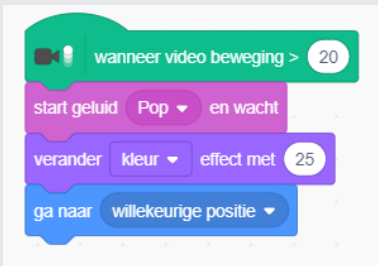 wanneer video beweging > 20
start geluid Pop en wacht
verander kleur effect met 25
ga naar willekeurige positie